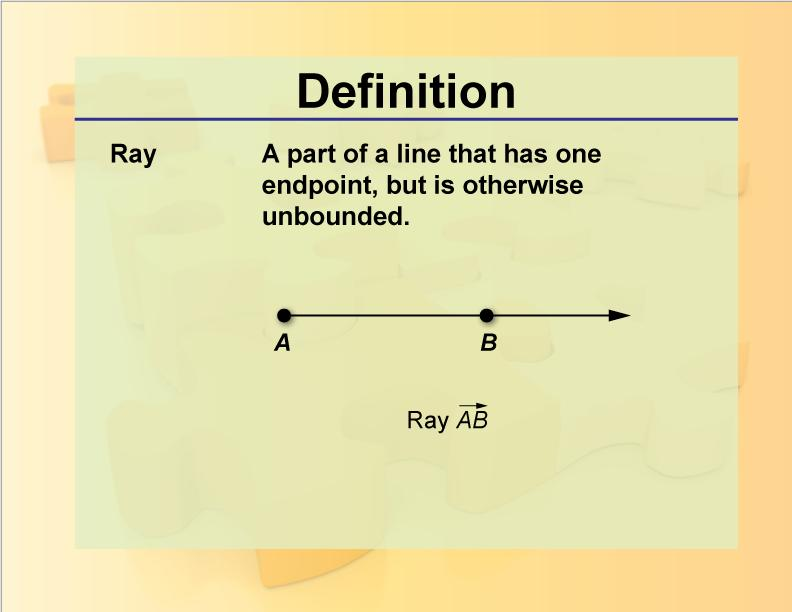 Definition
Ray
A part of a line that has one
endpoint, but is otherwise
unbounded.
A
B
Ray AB